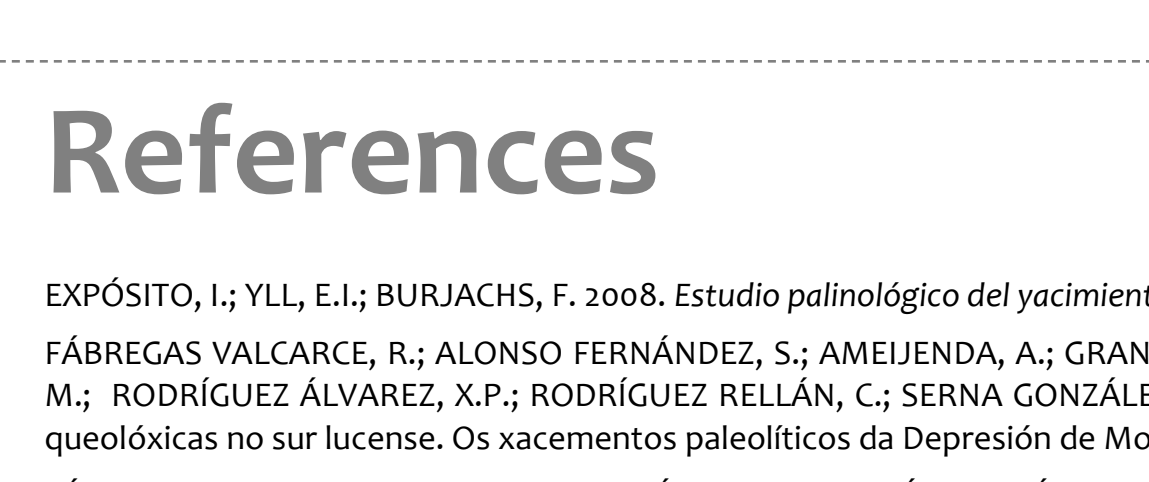 References
EXPÓSITO, I.; YLL, E.I.; BURJACHS, F. 2008. Estudio palinológico del yacimient
FÁBREGAS VALCARCE, R.; ALONSO FERNÁNDEZ, S.; AMEIJENDA, A.; GRAN
M.; RODRÍGUEZ ÁLVAREZ, X.P.; RODRÍGUEZ RELLÁN, C.; SERNA GONZÁLE
queolóxicas no sur lucense. Os xacementos paleolíticos da Depresión de Mo